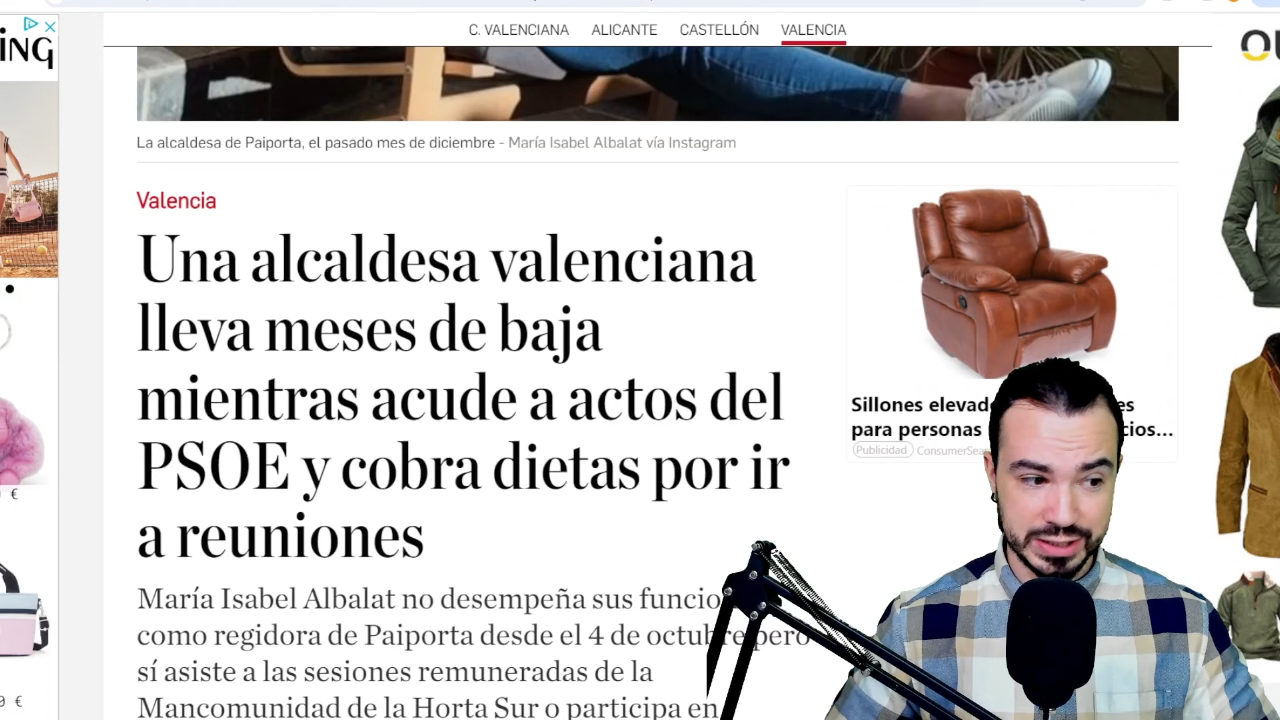 C. VALENCIANA ALICANTE CASTELLÓN VALENCIA
La alcaldesa de Paiporta, el pasado mes de diciembre - María Isabel Albalat vía Instagram
Valencia
Una alcaldesa valenciana
lleva meses de baja
mientras acude a actos del
PSOE y cobra dietas por ir
a reuniones
María Isabel Albalat no desempeña sus
como regidora de Paiporta desde el 4 de octubre pero
sí asiste a las sesiones remuneradas de la
Mancomunidad de la Horta Sur o participa en
Sillones
para personas
Publicidad
€
€